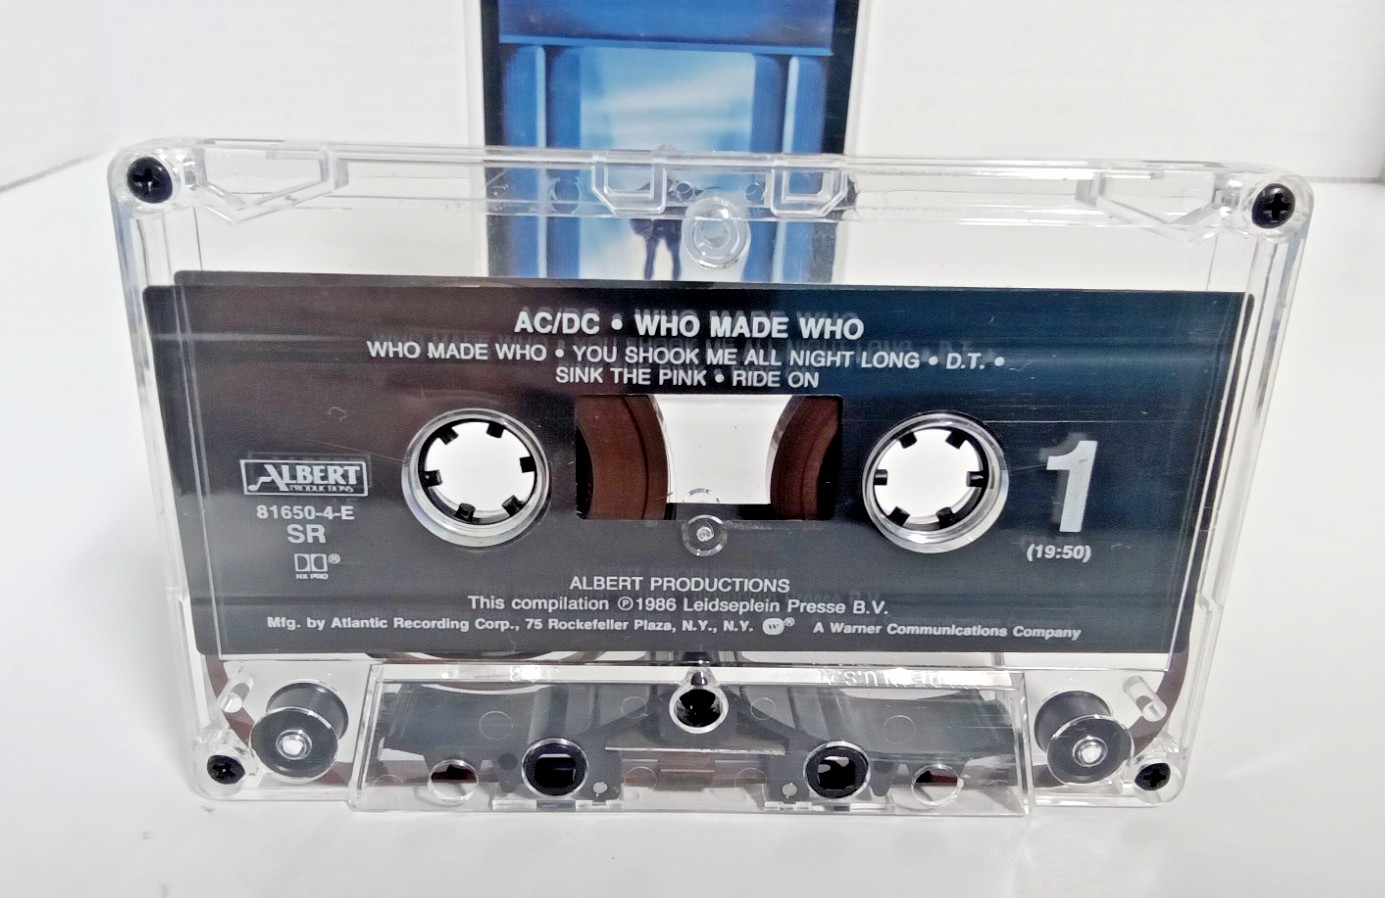 AC/DC • WHO MADE WHO
WHO MADE WHO • YOU SHOOK ME ALL NIGHT LONG • D.T. •
SINK THE PINK • RIDE ON
ALBERT
PRODUCTIONS
81650-4-E
SR
HX PRO
1
(19:50)
ALBERT PRODUCTIONS
This compilation ℗1986 Leidseplein Presse B.V.
Mfg. by Atlantic Recording Corp., 75 Rockefeller Plaza, N.Y., N.Y. W® A Warner Communications Company